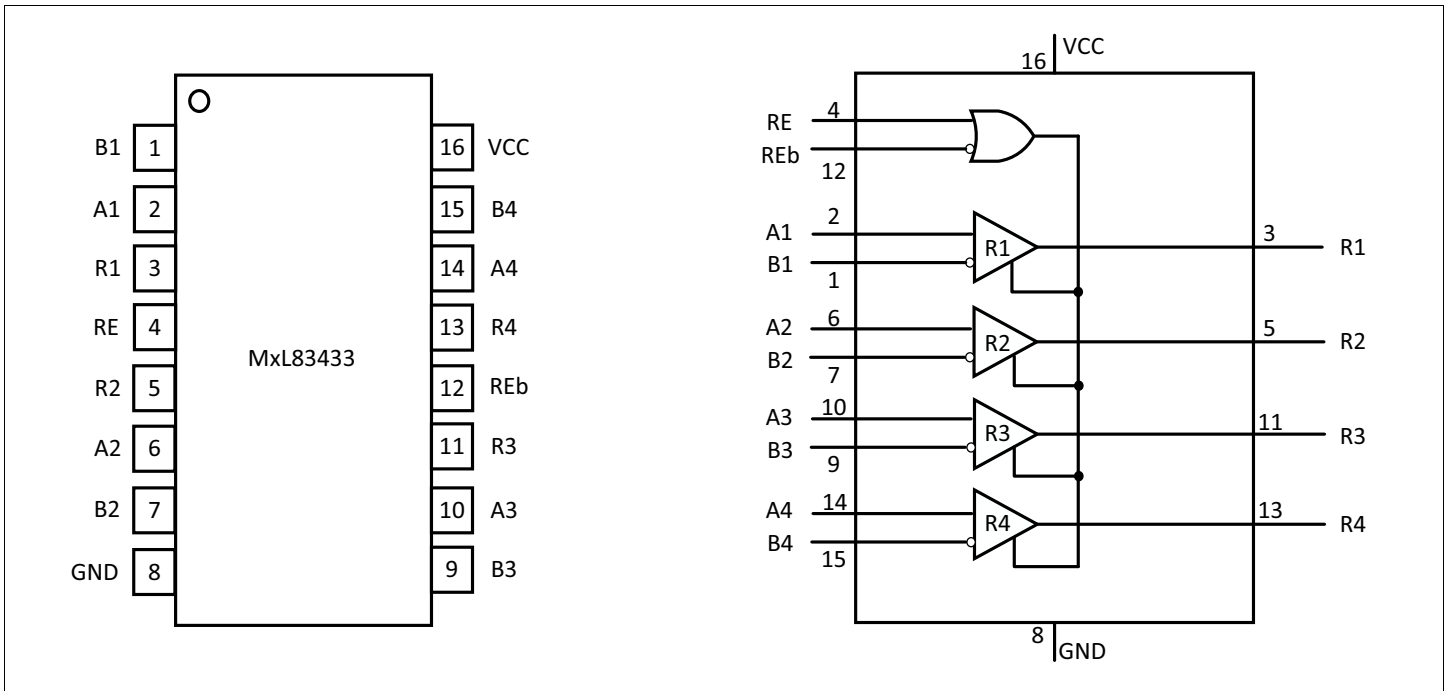 B1 1
A1 2
R1 3
RE 4
R2 5
A2 6
B2 7
GND 8
MxL83433
16 VCC
15 B4
14 A4
13 R4
12 REb
11 R3
10 A3
9 B3
16 VCC
RE 4
REb 12
A1 2
B1 1
R1
3 R1
A2 6
B2 7
R2
5 R2
A3 10
B3 9
R3
11 R3
A4 14
B4 15
R4
13 R4
8 GND